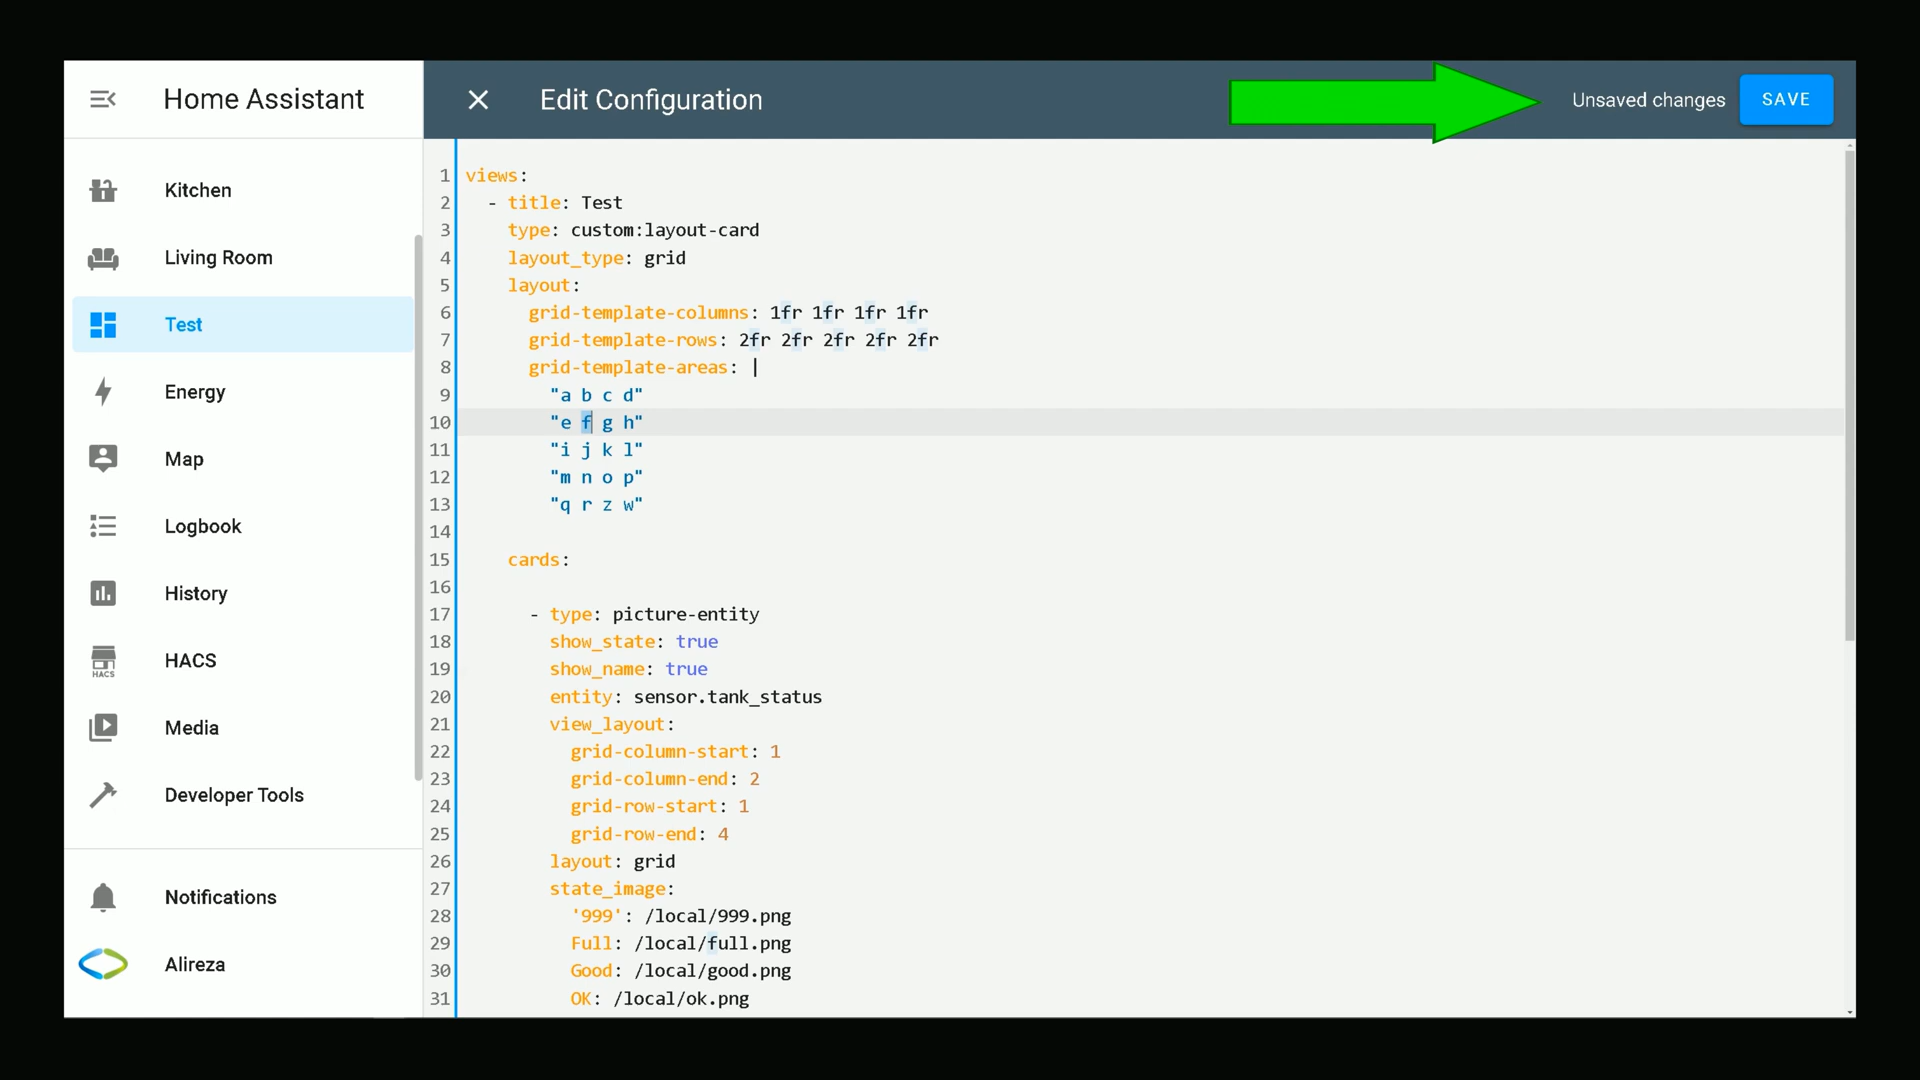 Home Assistant
Edit Configuration
Unsaved changes
SAVE
Kitchen
Living Room
Test
Energy
Map
Logbook
History
HACS
HACS
Media
Developer Tools
Notifications
Alireza
1 views:
2 - title: Test
3 type: custom:layout-card
4 layout_type: grid
5 layout:
6 grid-template-columns: 1fr 1fr 1fr 1fr
7 grid-template-rows: 2fr 2fr 2fr 2fr 2fr
8 grid-template-areas: |
9 "a b c d"
10 "e f g h"
11 "i j k l"
12 "m n o p"
13 "q r z w"
14
15 cards:
16
17 - type: picture-entity
18 show_state: true
19 show_name: true
20 entity: sensor.tank_status
21 view_layout:
22 grid-column-start: 1
23 grid-column-end: 2
24 grid-row-start: 1
25 grid-row-end: 4
26 layout: grid
27 state_image:
28 '999': /local/999.png
29 Full: /local/full.png
30 Good: /local/good.png
31 OK: /local/ok.png